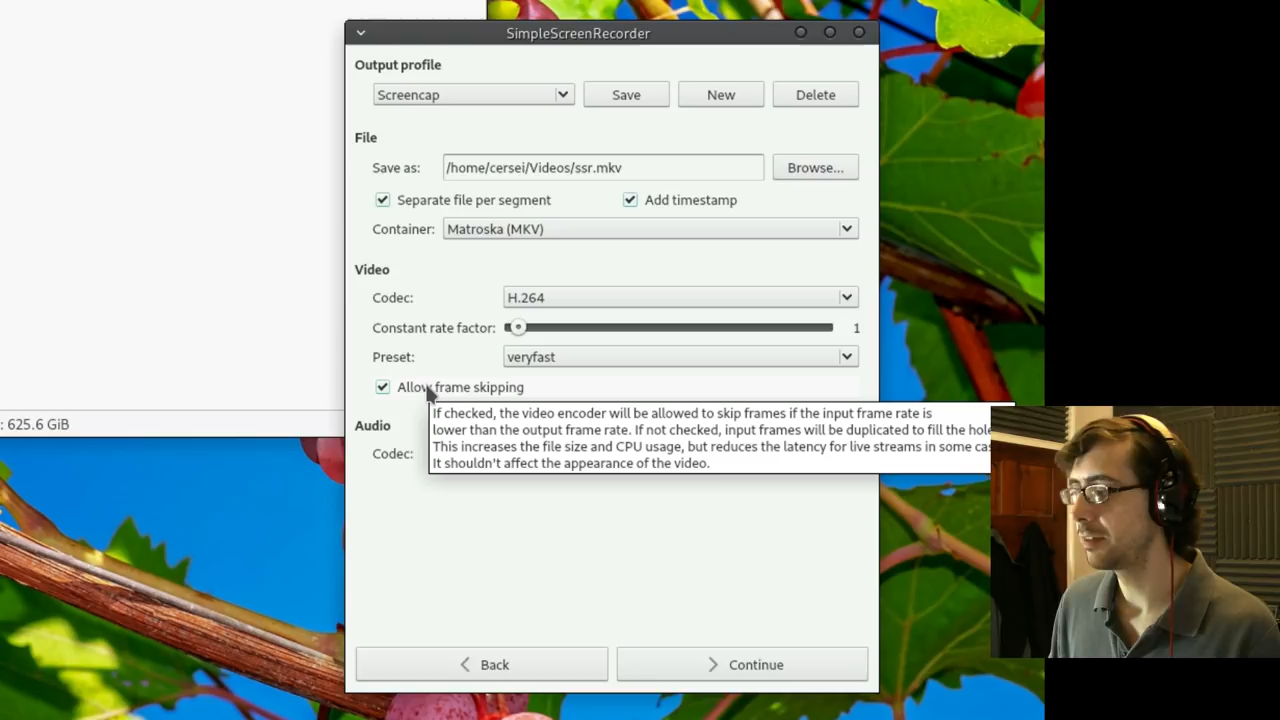 SimpleScreenRecorder
Output profile
Screencap Save New Delete
File
Save as: /home/cersei/Videos/ssr.mkv Browse...
Separate file per segment Add timestamp
Container: Matroska (MKV)
Video
Codec: H.264
Constant rate factor: 1
Preset: veryfast
Allow frame skipping
If checked, the video encoder will be allowed to skip frames if the input frame rate is
lower than the output frame rate. If not checked, input frames will be duplicated to fill the
This increases the file size and CPU usage, but reduces the latency for live streams in some
It shouldn't affect the appearance of the video.
: 625.6 GiB
Audio
Codec:
Back Continue